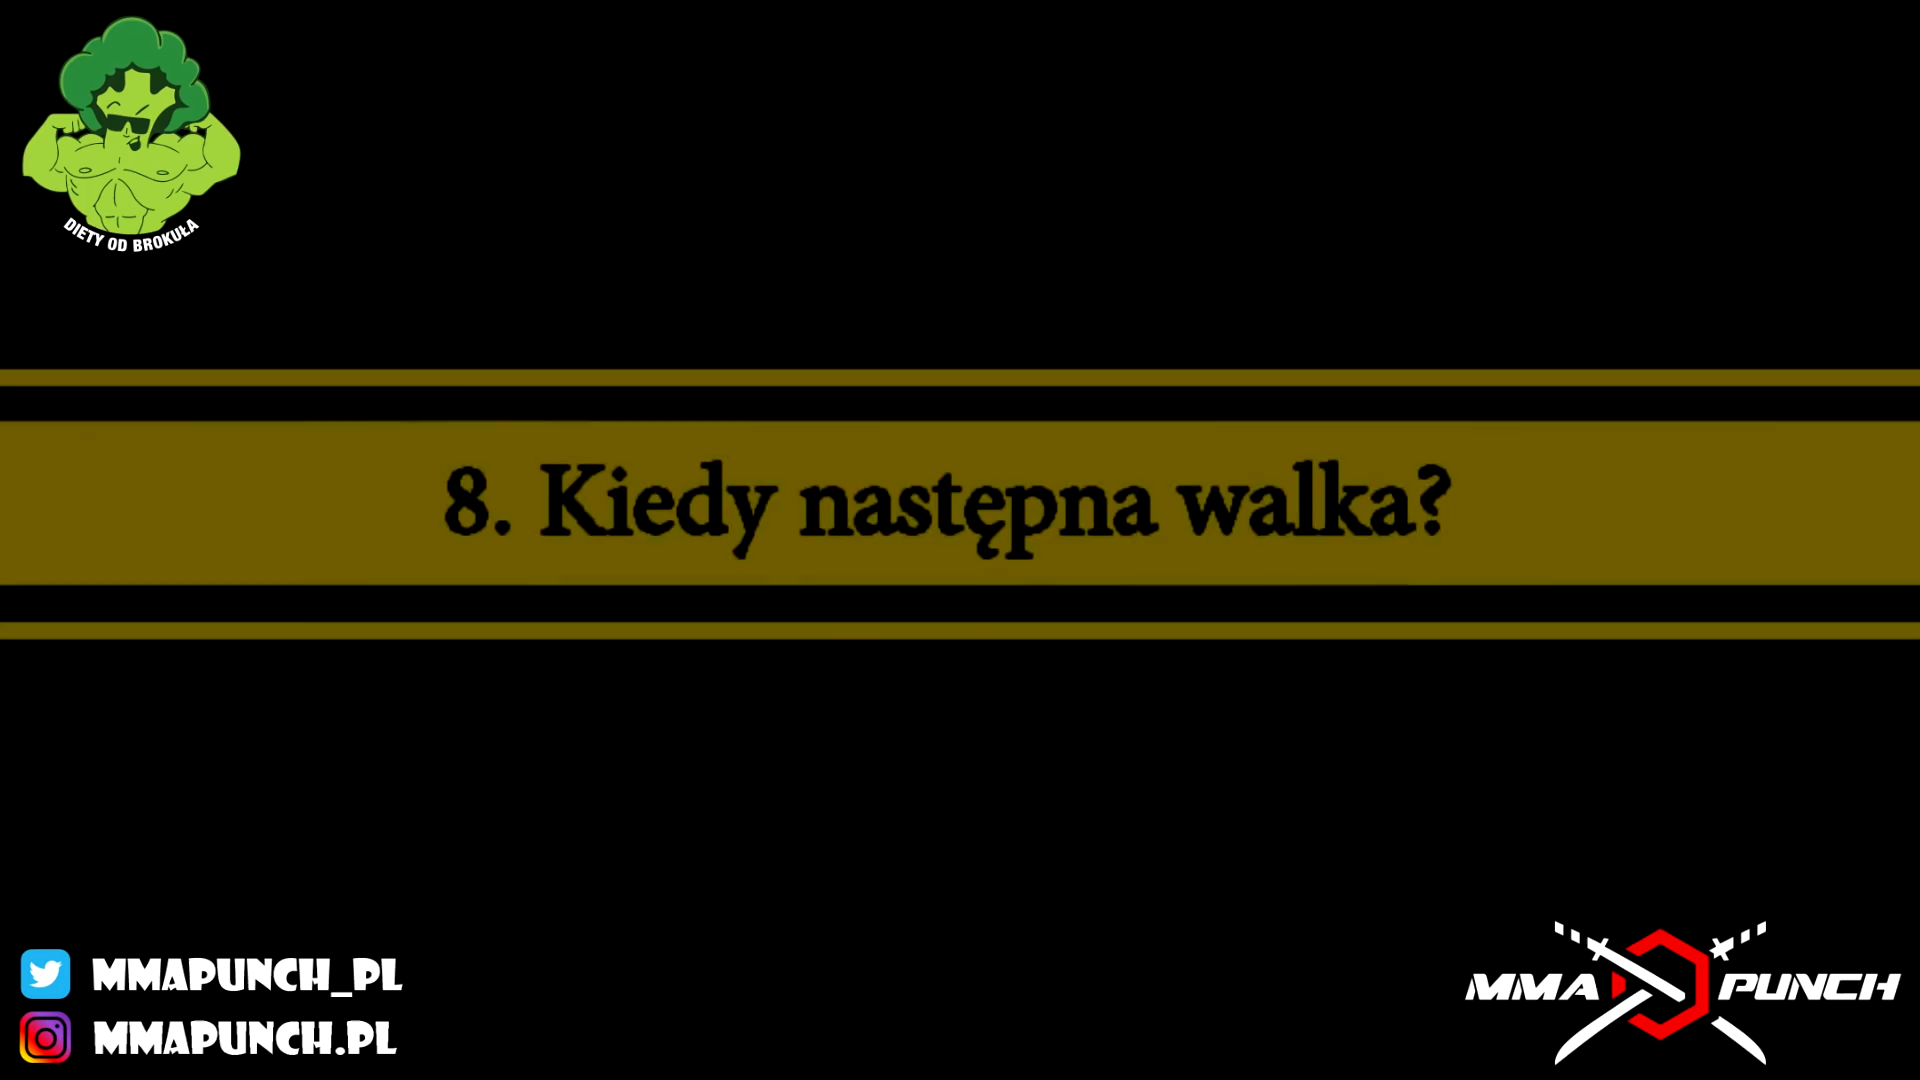 DIETY OD BROKUŁA
8. Kiedy następna walka?
MMAPUNCH_PL
MMAPUNCH.PL
MMA PUNCH